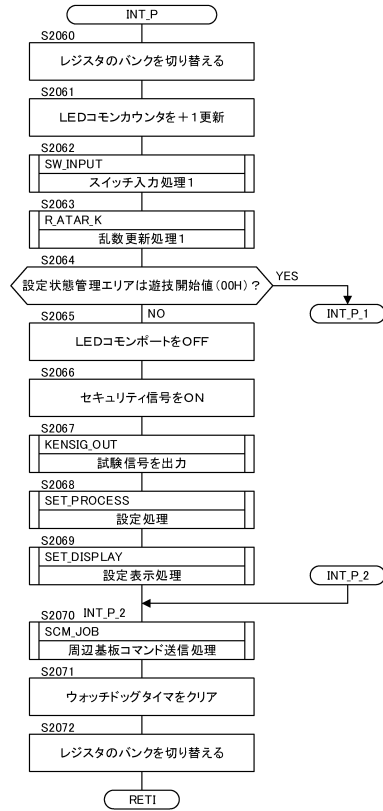 INT_P
S2060
レジスタのバンクを切り替える
S2061
LEDコモンカウンタを＋1更新
S2062
SW_INPUT
スイッチ入力処理1
S2063
R_ATAR_K
乱数更新処理1
S2064
設定状態管理エリアは遊技開始値(00H)？
YES
INT_P_1
NO
S2065
LEDコモンポートをOFF
S2066
セキュリティ信号をON
S2067
KENSIG_OUT
試験信号を出力
S2068
SET_PROCESS
設定処理
S2069
SET_DISPLAY
設定表示処理
INT_P_2
S2070 INT_P_2
SCM_JOB
周辺基板コマンド送信処理
S2071
ウォッチドッグタイマをクリア
S2072
レジスタのバンクを切り替える
RETI